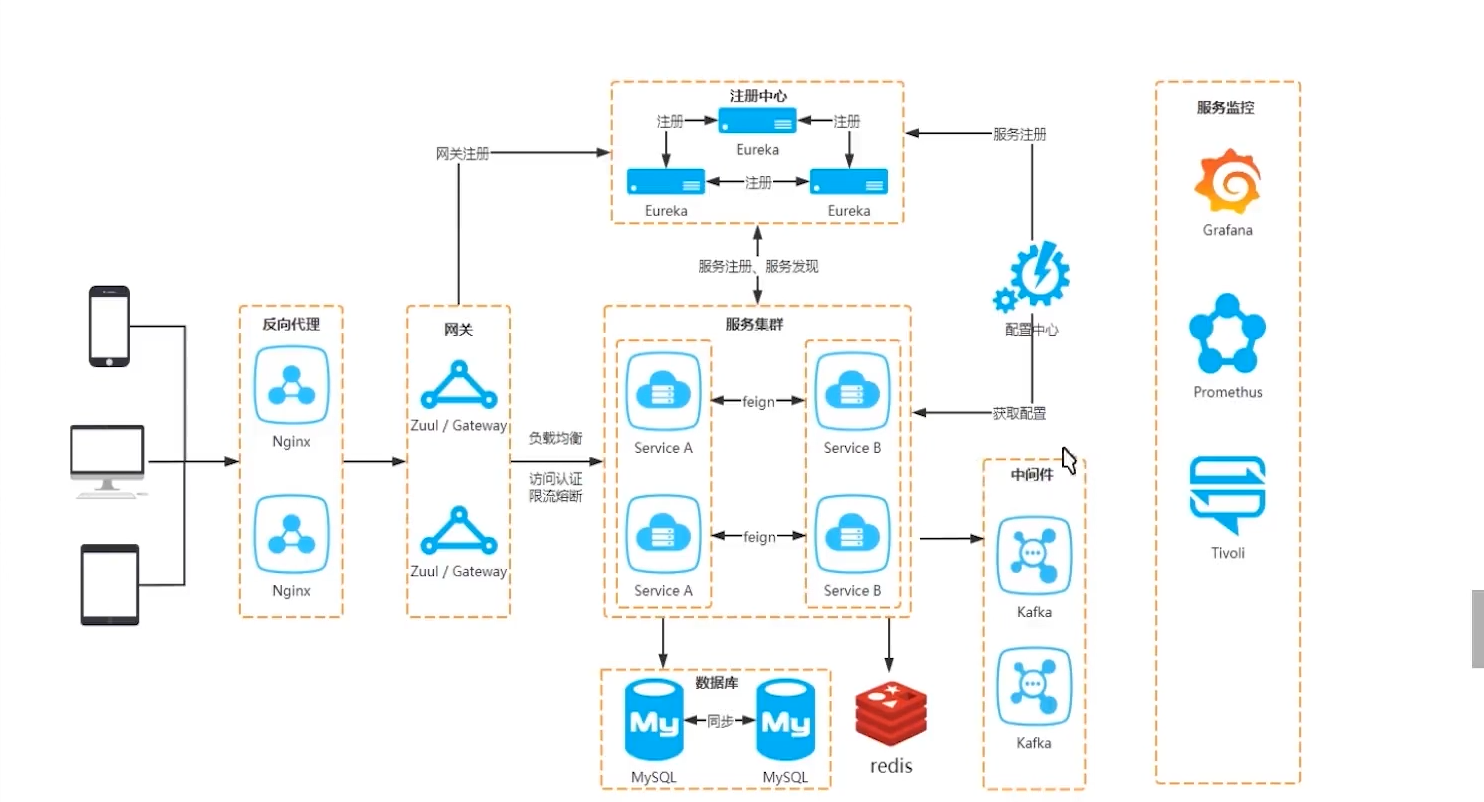 注册中心
注册
注册
Eureka
注册
Eureka
Eureka
网关注册
服务注册
服务注册、服务发现
配置中心
获取配置
反向代理
Nginx
Nginx
网关
Zuul / Gateway
Zuul / Gateway
负载均衡
访问认证
限流熔断
服务集群
feign
Service A
Service B
feign
Service A
Service B
中间件
Kafka
Kafka
数据库
My
同步
My
MySQL
MySQL
redis
服务监控
Grafana
Promethus
Tivoli